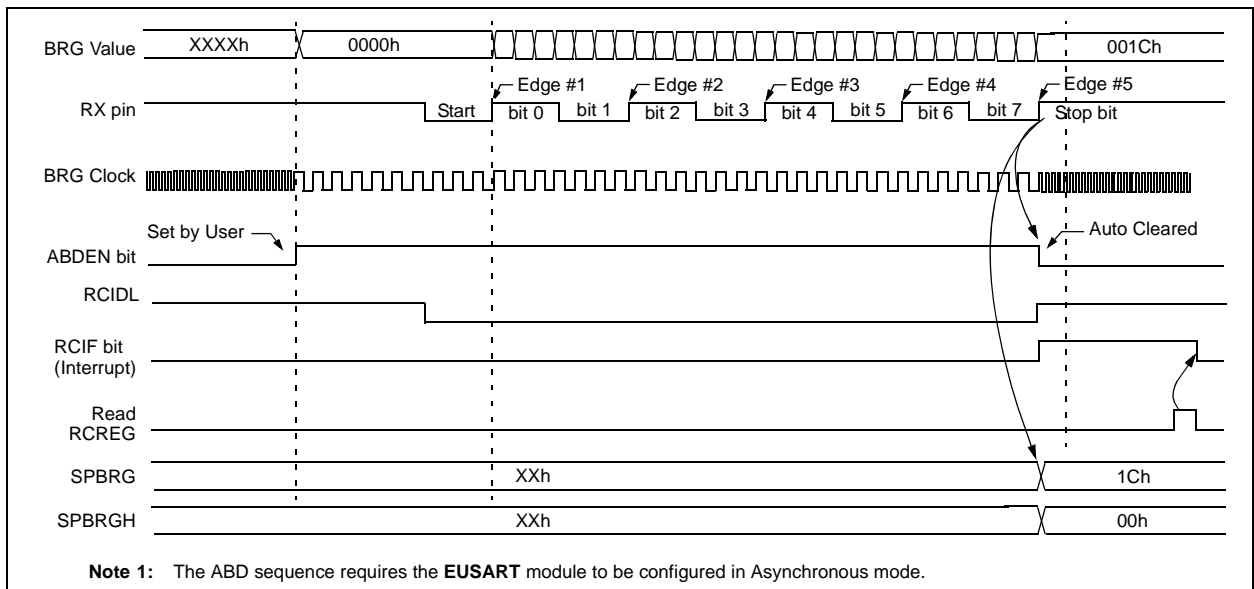 BRG Value XXXXh 0000h 001Ch
Edge #1 Edge #2 Edge #3 Edge #4 Edge #5
RX pin Start bit 0 bit 1 bit 2 bit 3 bit 4 bit 5 bit 6 bit 7 Stop bit
BRG Clock
Set by User Auto Cleared
ABDEN bit
RCIDL
RCIF bit
(Interrupt)
Read
RCREG
SPBRG XXh 1Ch
SPBRGH XXh 00h
Note 1: The ABD sequence requires the EUSART module to be configured in Asynchronous mode.